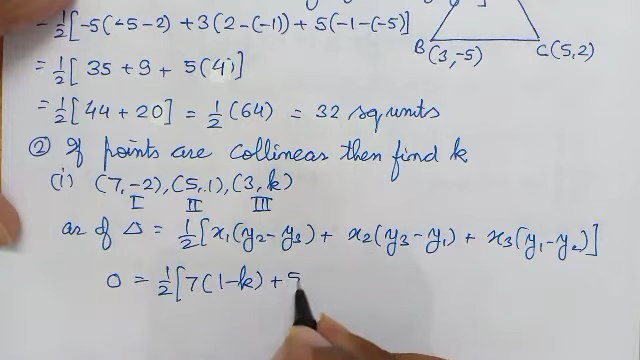 = 1/2 [-5(-5-2) + 3(2-(-1)) + 5(-1-(-5)]
B(3,-5) C(5,2)
= 1/2 [35 + 9 + 5(4)]
= 1/2 [44 + 20] = 1/2 (64) = 32 sq units
② If points are collinear then find k
(i) (7,-2), (5,1), (3,k)
I II III
ar of Δ = 1/2 [x₁(y₂-y₃) + x₂(y₃-y₁) + x₃(y₁-y₂)]
0 = 1/2 [7(1-k) + 5